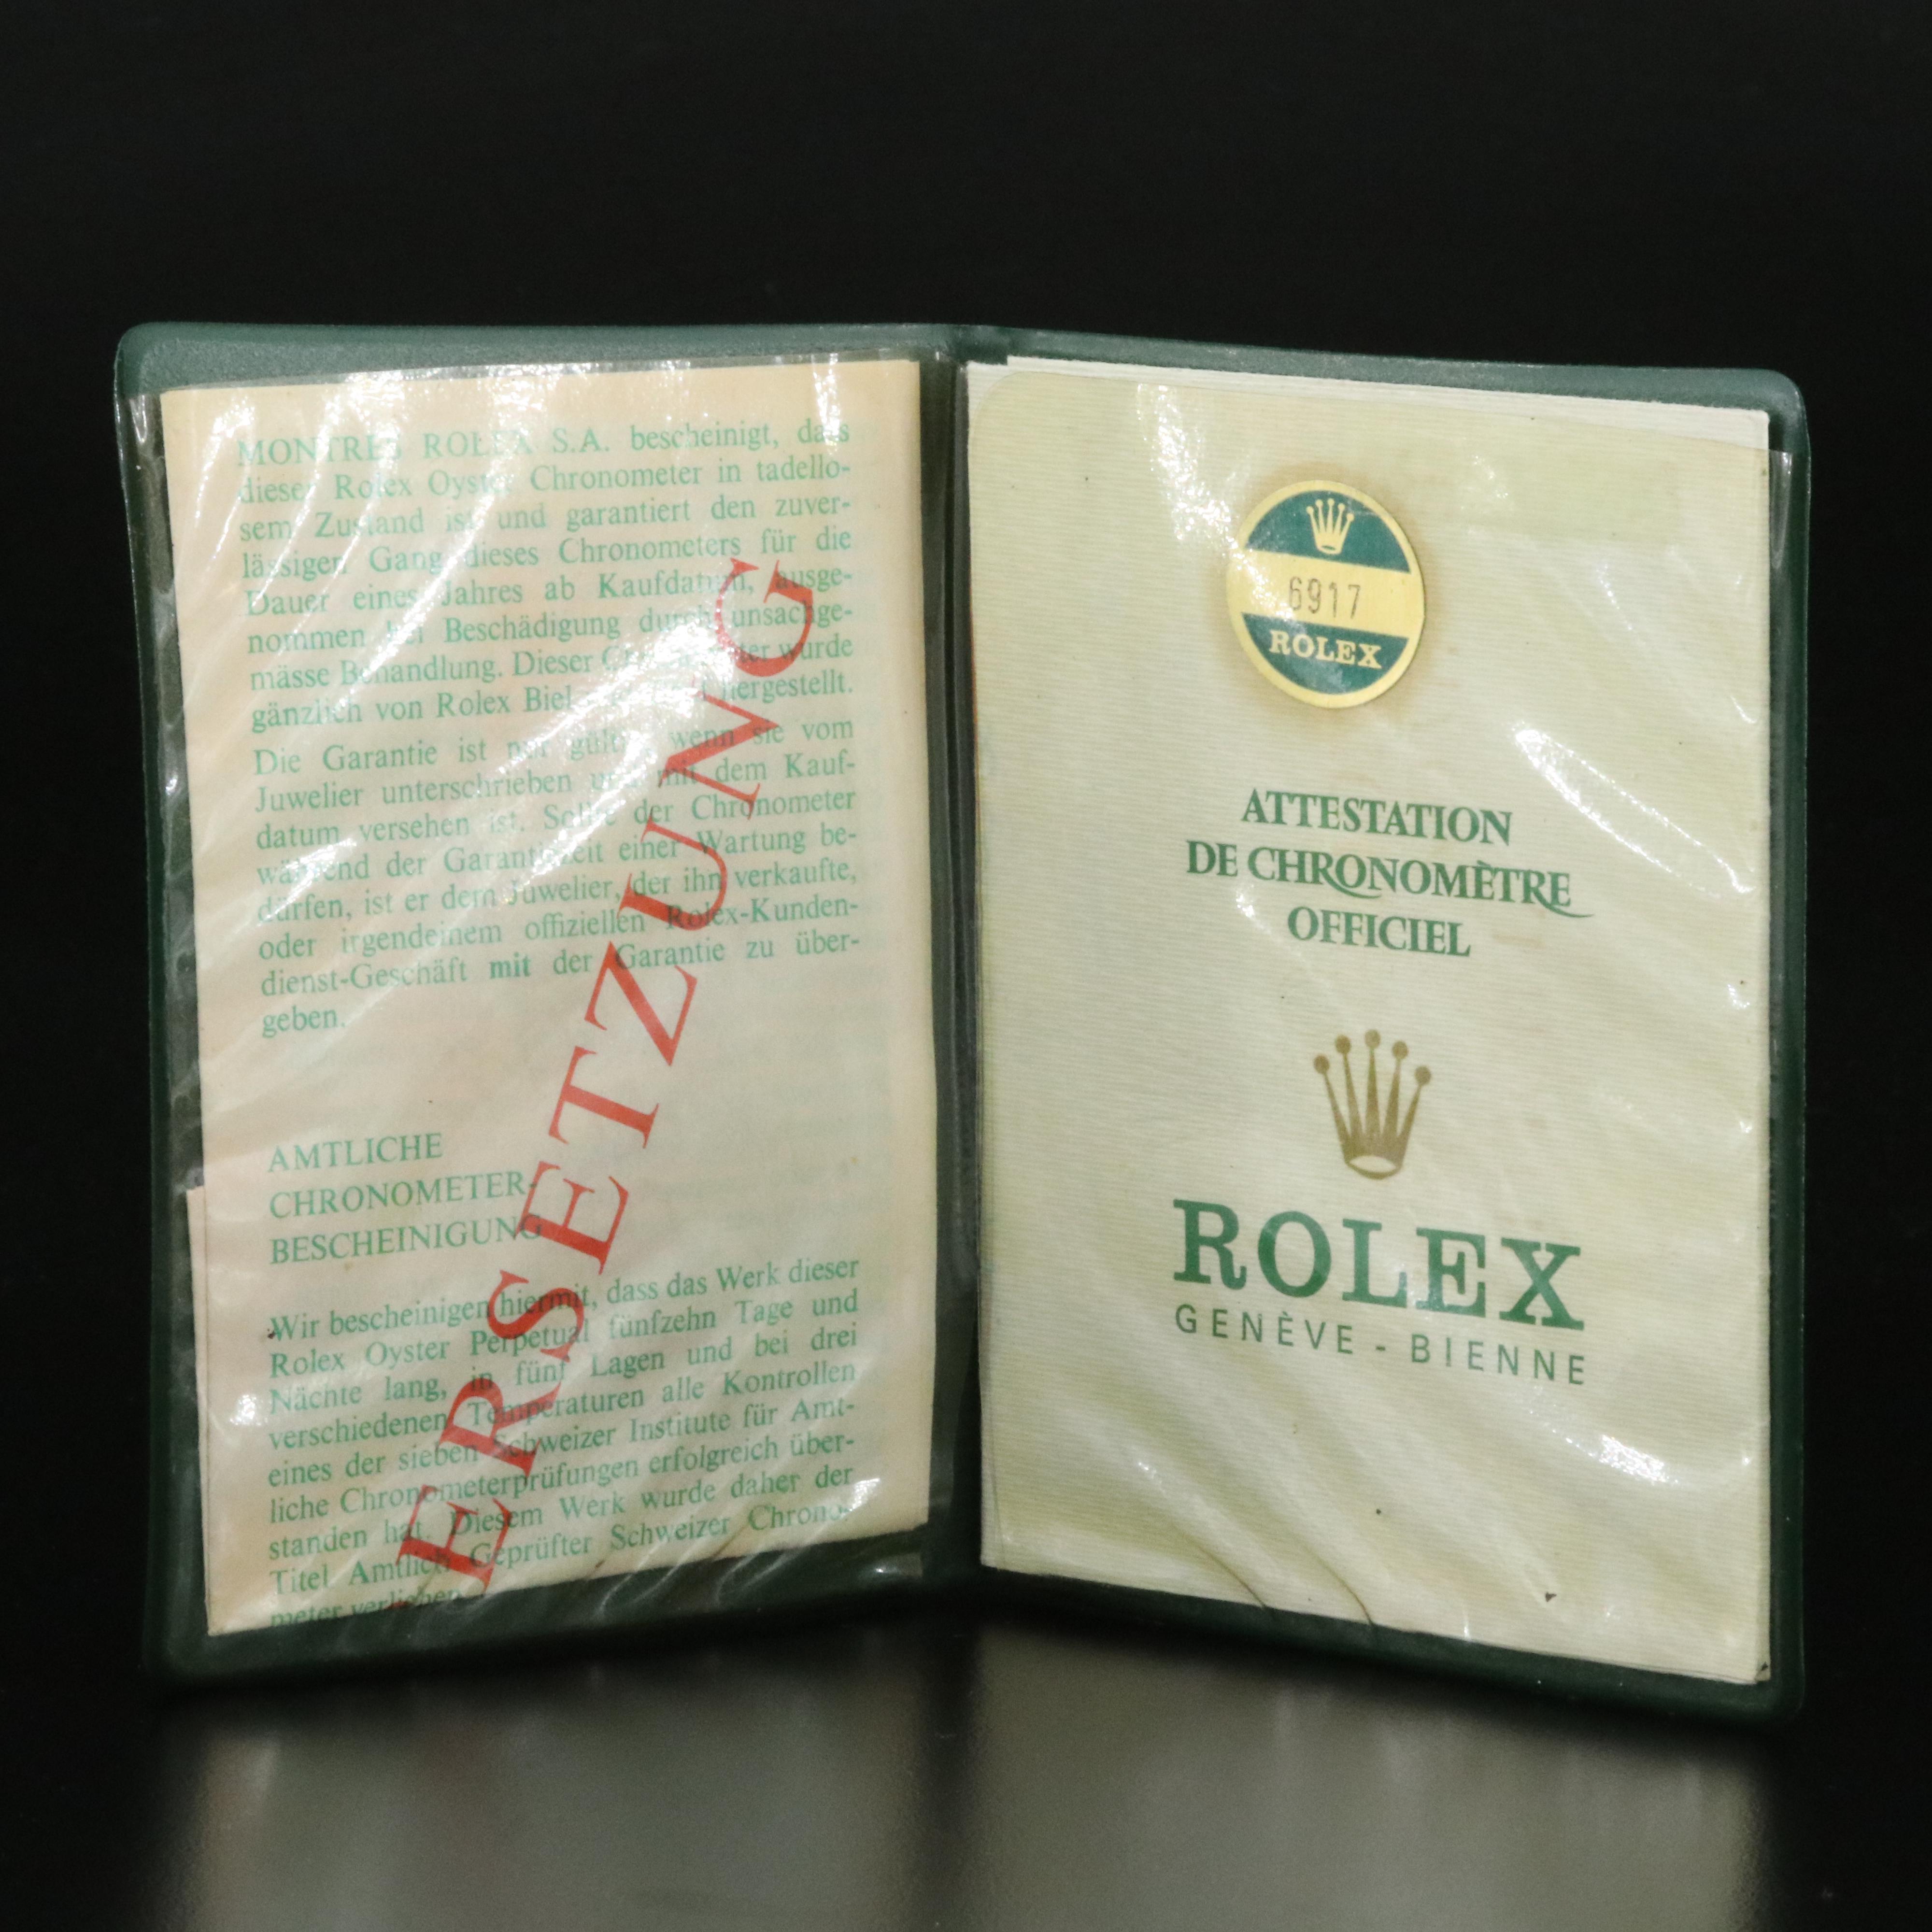 MONTRES ROLEX S.A. bescheinigt, dass
dieser Rolex Oyster Chronometer in tadello-
sem Zustand ist und garantiert den zuver-
lässigen Gang dieses Chronometers für die
Dauer eines Jahres ab Kaufdatum, ausge-
nommen bei Beschädigung durch unsachge-
mässe Behandlung. Dieser Chronometer wurde
gänzlich von Rolex Biel hergestellt.
Die Garantie ist nur gültig, wenn sie vom
Juwelier unterschrieben und mit dem Kauf-
datum versehen ist. Sollte der Chronometer
während der Garantiezeit einer Wartung be-
dürfen, ist er dem Juwelier, der ihn verkaufte,
oder irgendeinem offiziellen Rolex-Kunden-
dienst-Geschäft mit der Garantie zu über-
geben.
AMTLICHE
CHRONOMETER-
BESCHEINIGUNG
Wir bescheinigen hiermit, dass das Werk dieser
Rolex Oyster Perpetual fünfzehn Tage und
Nächte lang, in fünf Lagen und bei drei
verschiedenen Temperaturen alle Kontrollen
eines der sieben Schweizer Institute für Amt-
liche Chronometerprüfungen erfolgreich über-
standen hat. Diesem Werk wurde daher der
Titel Amtlich Geprüfter Schweizer Chrono-
meter verliehen
ERSETZUNG
6917
ROLEX
ATTESTATION
DE CHRONOMÈTRE
OFFICIEL
ROLEX
GENÈVE - BIENNE